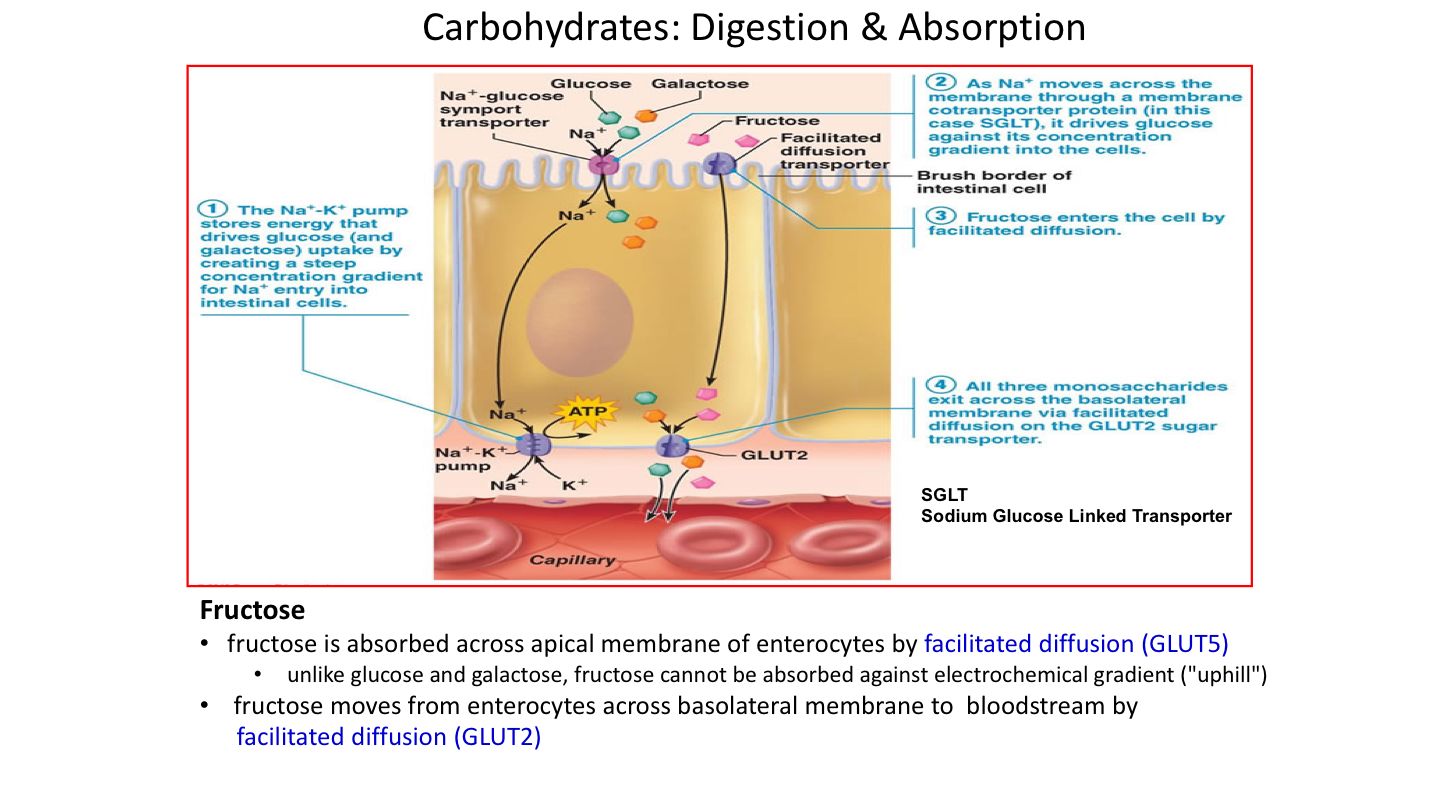 Carbohydrates: Digestion & Absorption
Glucose
Galactose
Na⁺-glucose
symport
transporter
Na⁺
Fructose
Facilitated
diffusion
transporter
② As Na⁺ moves across the
membrane through a membrane
cotransporter protein (in this
case SGLT), it drives glucose
against its concentration
gradient into the cells.
Brush border of
intestinal cell
① The Na⁺-K⁺ pump
stores energy that
drives glucose (and
galactose) uptake by
creating a steep
concentration gradient
for Na⁺ entry into
intestinal cells.
Na⁺
③ Fructose enters the cell by
facilitated diffusion.
④ All three monosaccharides
exit across the basolateral
membrane via facilitated
diffusion on the GLUT2 sugar
transporter.
Na⁺
ATP
Na⁺-K⁺
pump
GLUT2
Na⁺
K⁺
SGLT
Sodium Glucose Linked Transporter
Capillary
Fructose
• fructose is absorbed across apical membrane of enterocytes by facilitated diffusion (GLUT5)
• unlike glucose and galactose, fructose cannot be absorbed against electrochemical gradient ("uphill")
• fructose moves from enterocytes across basolateral membrane to bloodstream by
facilitated diffusion (GLUT2)